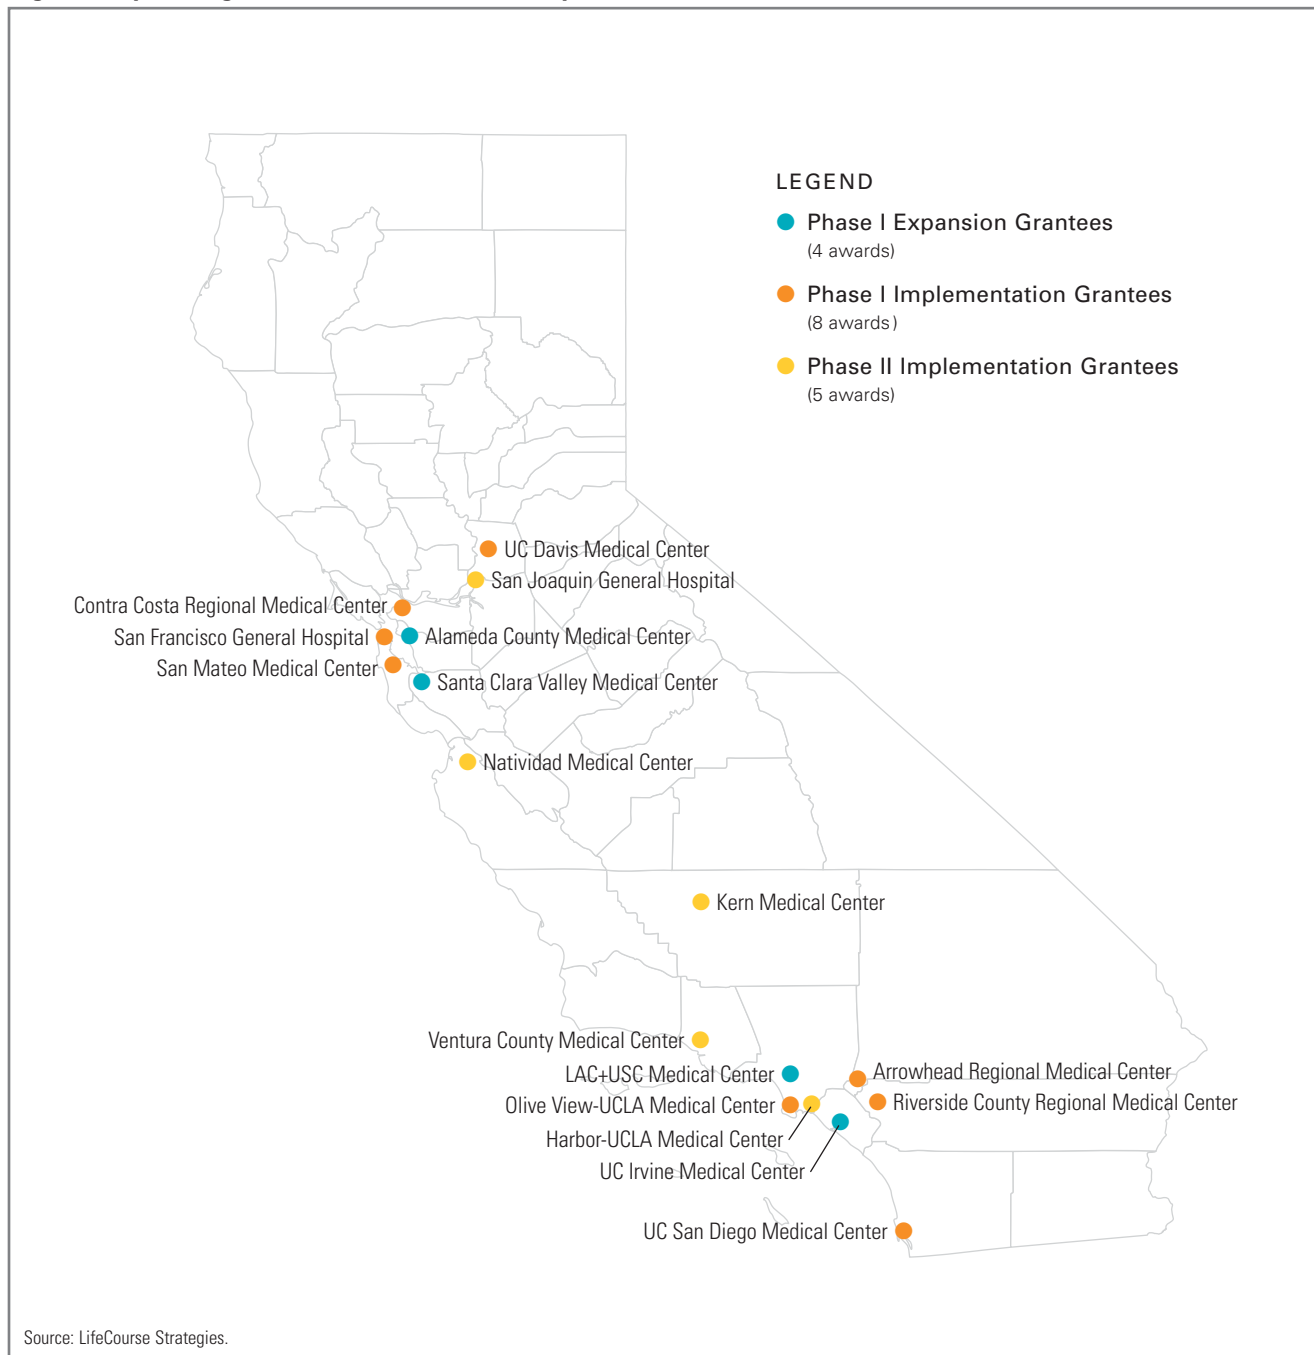 LEGEND
Phase I Expansion Grantees
(4 awards)
Phase I Implementation Grantees
(8 awards)
Phase II Implementation Grantees
(5 awards)
UC Davis Medical Center
San Joaquin General Hospital
Contra Costa Regional Medical Center
San Francisco General Hospital
Alameda County Medical Center
San Mateo Medical Center
Santa Clara Valley Medical Center
Natividad Medical Center
Kern Medical Center
Ventura County Medical Center
LAC+USC Medical Center
Arrowhead Regional Medical Center
Olive View-UCLA Medical Center
Riverside County Regional Medical Center
Harbor-UCLA Medical Center
UC Irvine Medical Center
UC San Diego Medical Center
Source: LifeCourse Strategies.